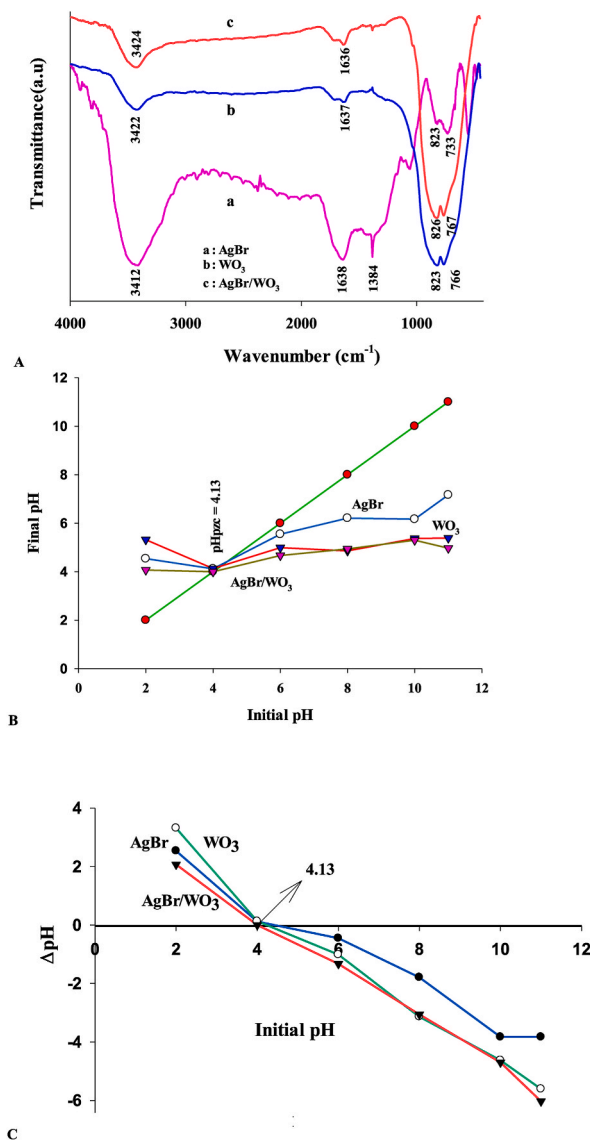 c
3424
1636
b
3422
1637
823
733
a
826
767
a : AgBr
b : WO3
c : AgBr/WO3
3412
1638
1384
823
766
Transmittance(a.u)
4000 3000 2000 1000
Wavenumber (cm-1)
A
12
10
8
6
4
2
0
Final pH
pHpzc = 4.13
AgBr
WO3
AgBr/WO3
0 2 4 6 8 10 12
Initial pH
B
4
2
0
-2
-4
-6
ΔpH
AgBr
WO3
AgBr/WO3
4.13
0 2 4 6 8 10 12
Initial pH
C